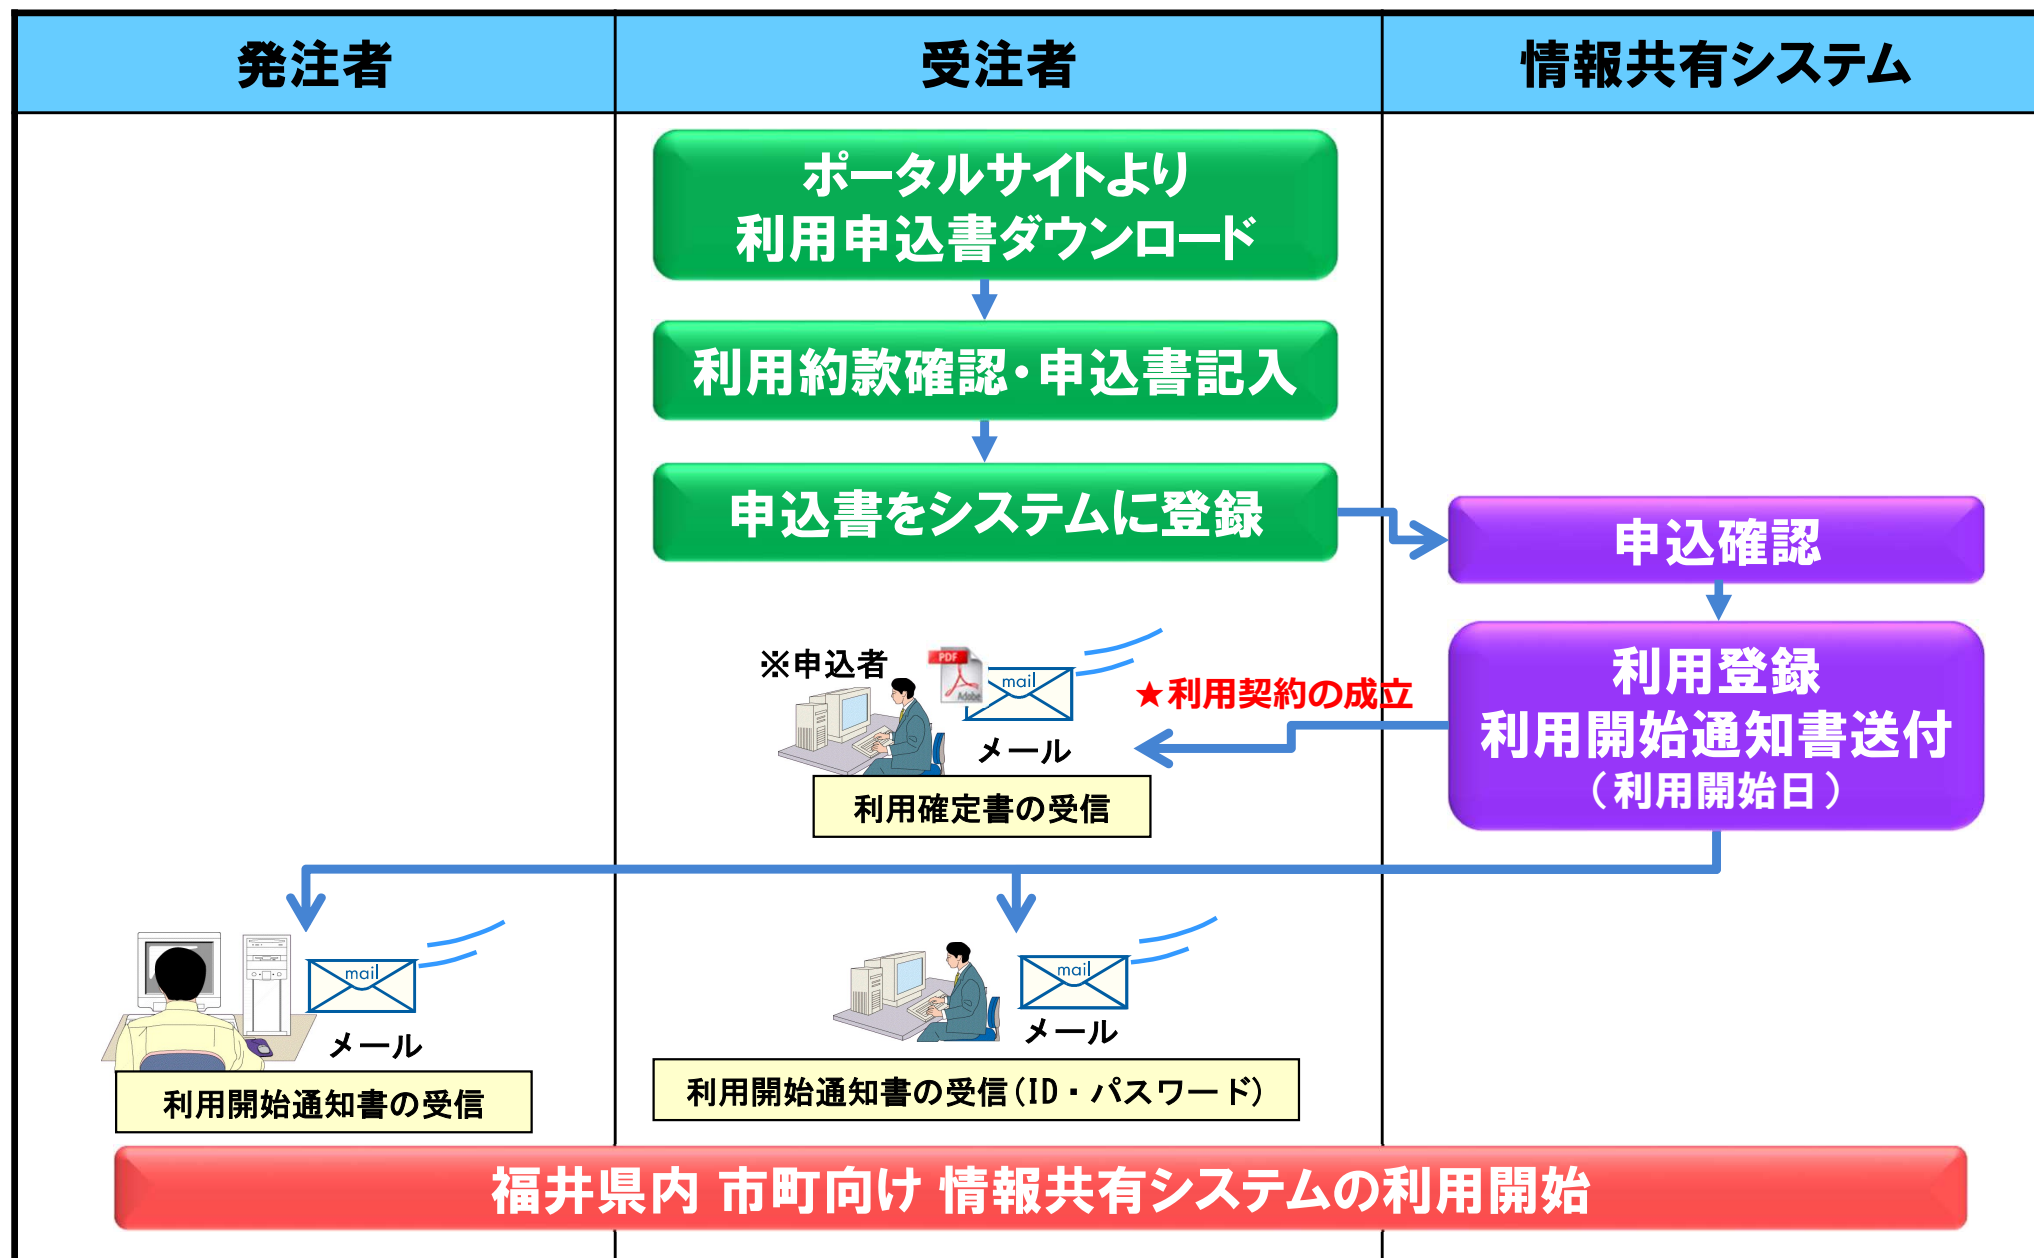 発注者
受注者
情報共有システム
ポータルサイトより
利用申込書ダウンロード
利用約款確認・申込書記入
申込書をシステムに登録
申込確認
利用登録
利用開始通知書送付
（利用開始日）
※申込者
PDF
Adobe
mail
メール
★利用契約の成立
利用確定書の受信
mail
メール
利用開始通知書の受信
mail
メール
利用開始通知書の受信(ID・パスワード)
福井県内 市町向け 情報共有システムの利用開始